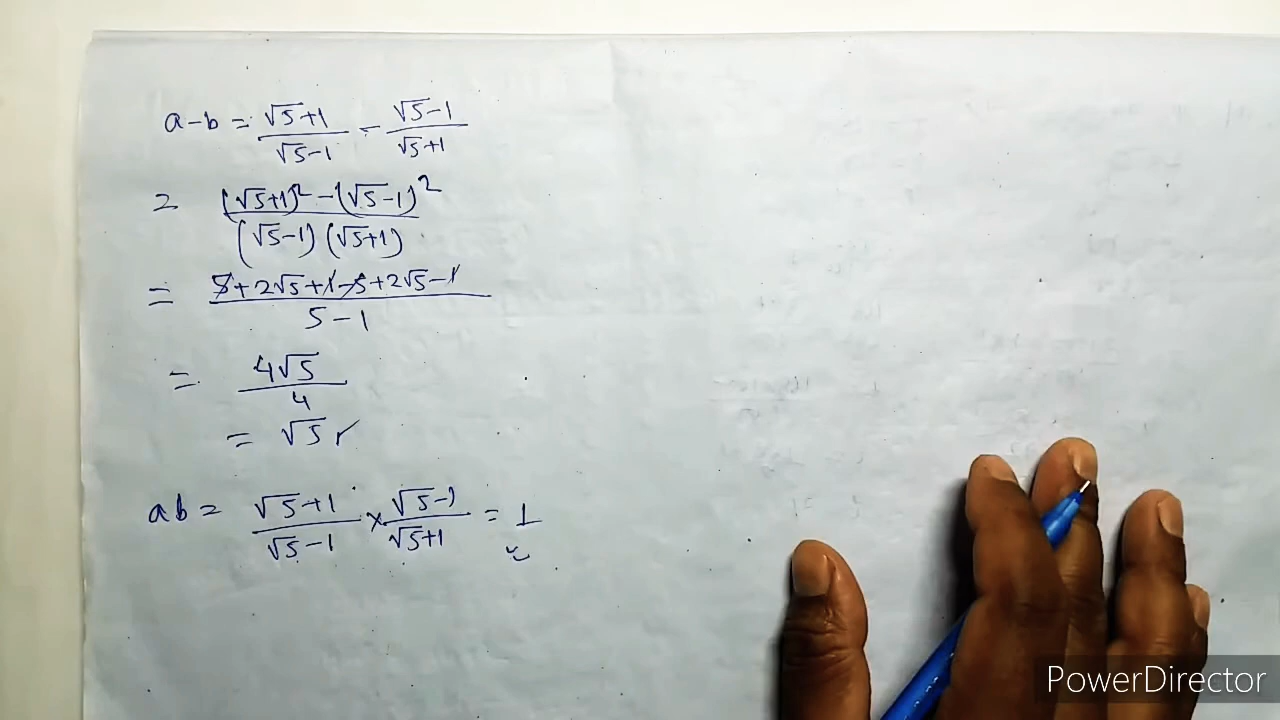 a-b = √5+1/√5-1 - √5-1/√5+1
= (√5+1)² - (√5-1)²/(√5-1)(√5+1)
= 5+2√5+1-5+2√5-1/5-1
= 4√5/4
= √5
ab = √5+1/√5-1 × √5-1/√5+1 = 1
PowerDirector